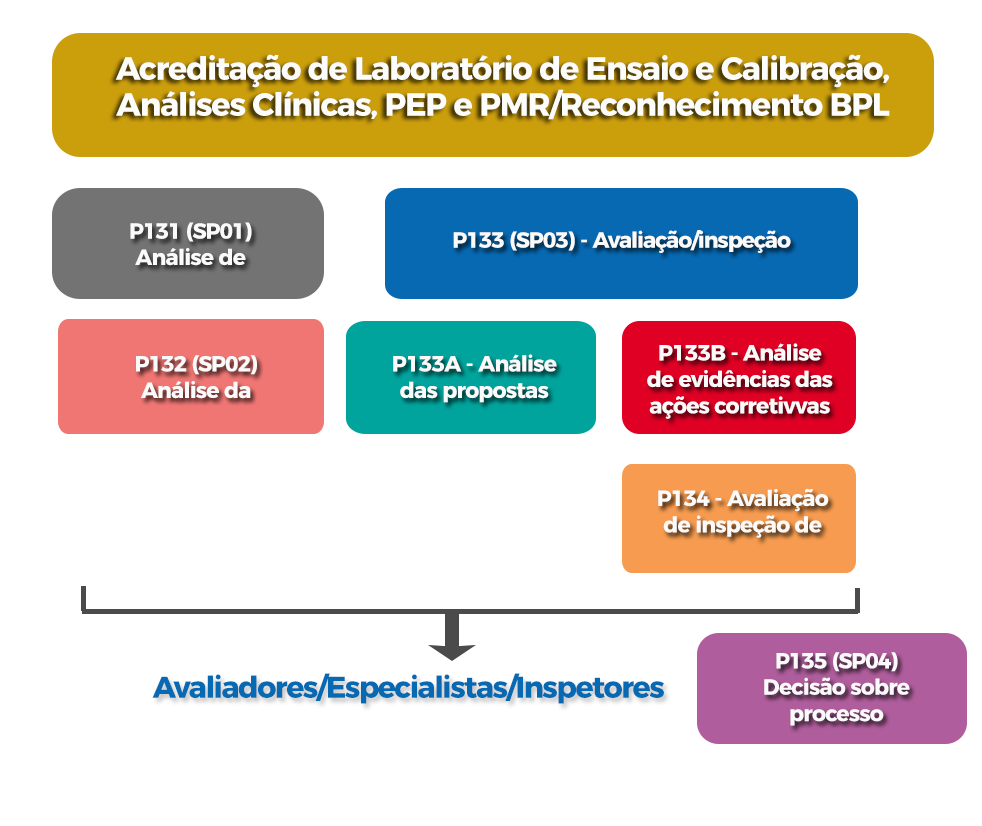 Acreditação de Laboratório de Ensaio e Calibração,
Análises Clínicas, PEP e PMR/Reconhecimento BPL
P131 (SP01)
Análise de
P133 (SP03) - Avaliação/inspeção
P132 (SP02)
Análise da
P133A - Análise
das propostas
P133B - Análise
de evidências das
ações corretivvas
P134 - Avaliação
de inspeção de
Avaliadores/Especialistas/Inspetores
P135 (SP04)
Decisão sobre
processo